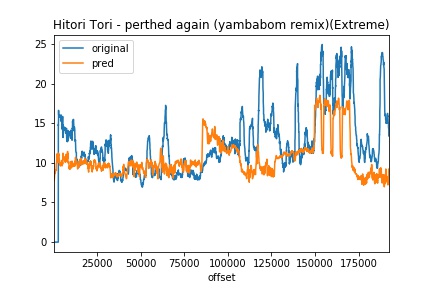 Hitori Tori - perthed again (yambabom remix)(Extreme)
original
pred
25
20
15
10
5
0
25000 50000 75000 100000 125000 150000 175000
offset